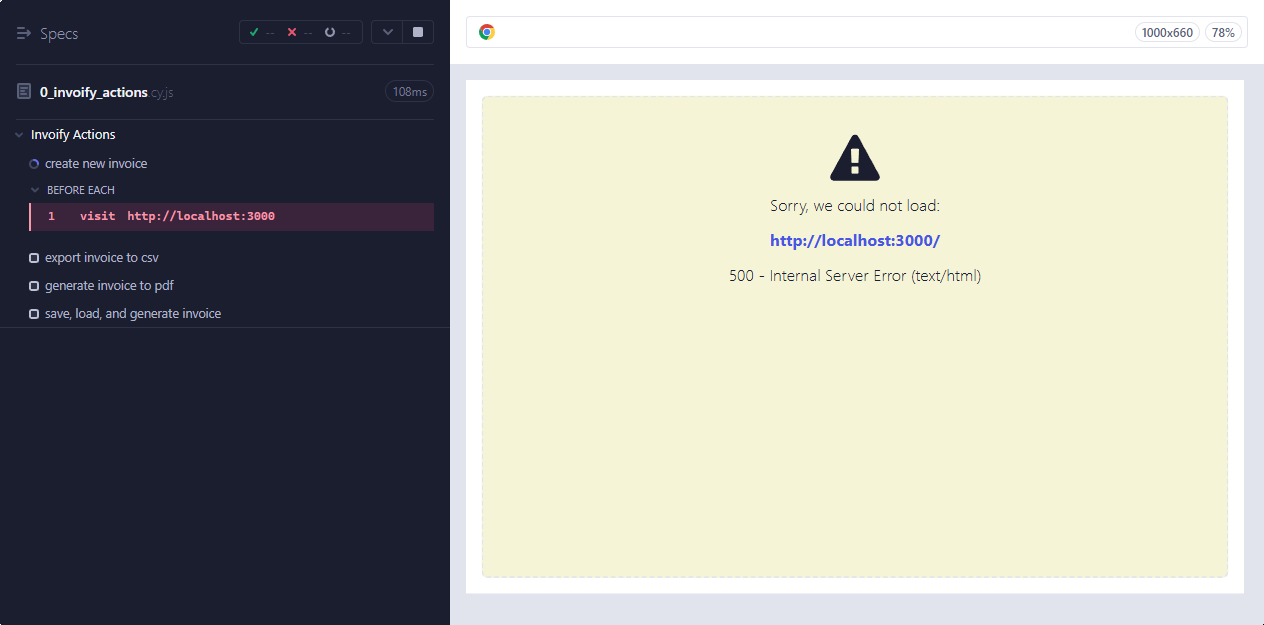 Specs
-- -- --
1000x660 78%
0_invoify_actions.cy.js 108ms
Invoify Actions
create new invoice
BEFORE EACH
1 visit http://localhost:3000
export invoice to csv
generate invoice to pdf
save, load, and generate invoice
Sorry, we could not load:
http://localhost:3000/
500 - Internal Server Error (text/html)